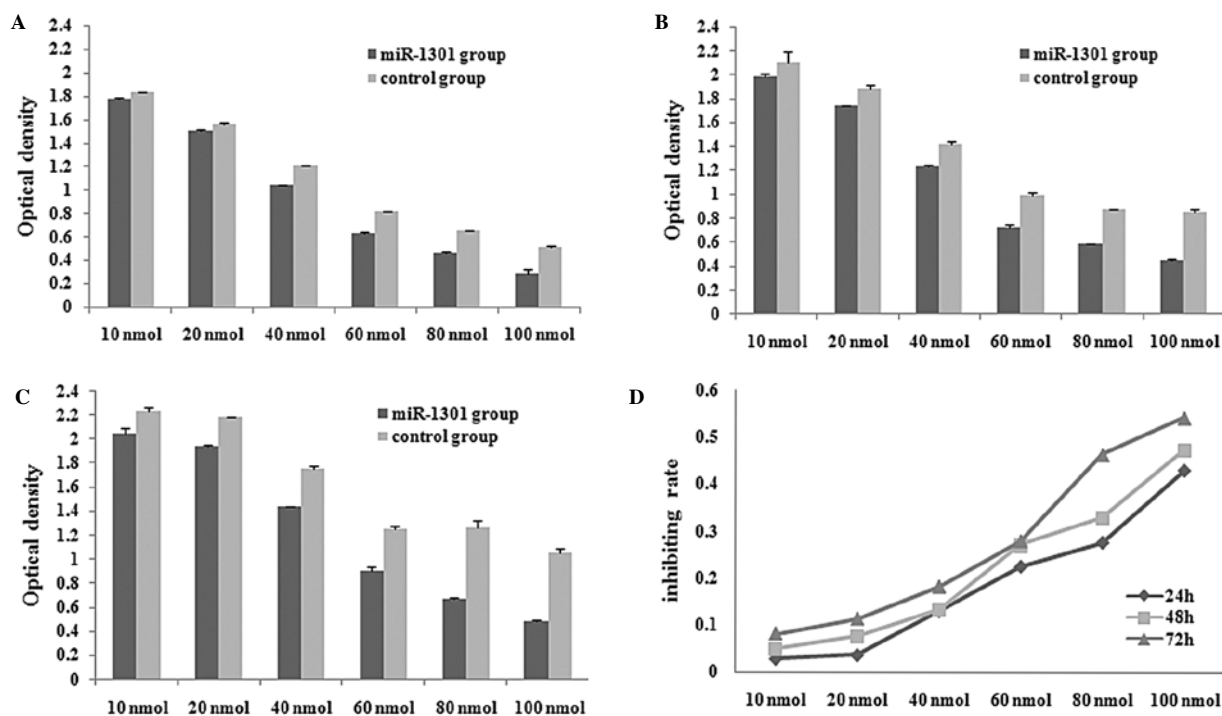 A
Optical density
2.4
2.2
2
1.8
1.6
1.4
1.2
1
0.8
0.6
0.4
0.2
0
miR-1301 group
control group
10 nmol 20 nmol 40 nmol 60 nmol 80 nmol 100 nmol
B
Optical density
2.4
2.2
2
1.8
1.6
1.4
1.2
1
0.8
0.6
0.4
0.2
0
miR-1301 group
control group
10 nmol 20 nmol 40 nmol 60 nmol 80 nmol 100 nmol
C
Optical density
2.4
2.2
2
1.8
1.6
1.4
1.2
1
0.8
0.6
0.4
0.2
0
miR-1301 group
control group
10 nmol 20 nmol 40 nmol 60 nmol 80 nmol 100 nmol
D
inhibiting rate
0.6
0.5
0.4
0.3
0.2
0.1
0
24h
48h
72h
10 nmol 20 nmol 40 nmol 60 nmol 80 nmol 100 nmol